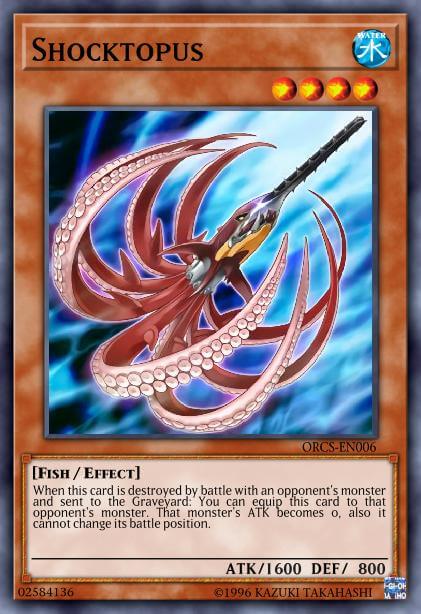 Shocktopus
WATER
水
ORCS-EN006
[Fish / Effect]
When this card is destroyed by battle with an opponent's monster
and sent to the Graveyard: You can equip this card to that
opponent's monster. That monster's ATK becomes 0, also it
cannot change its battle position.
ATK/1600 DEF/ 800
02584136
©1996 KAZUKI TAKAHASHI